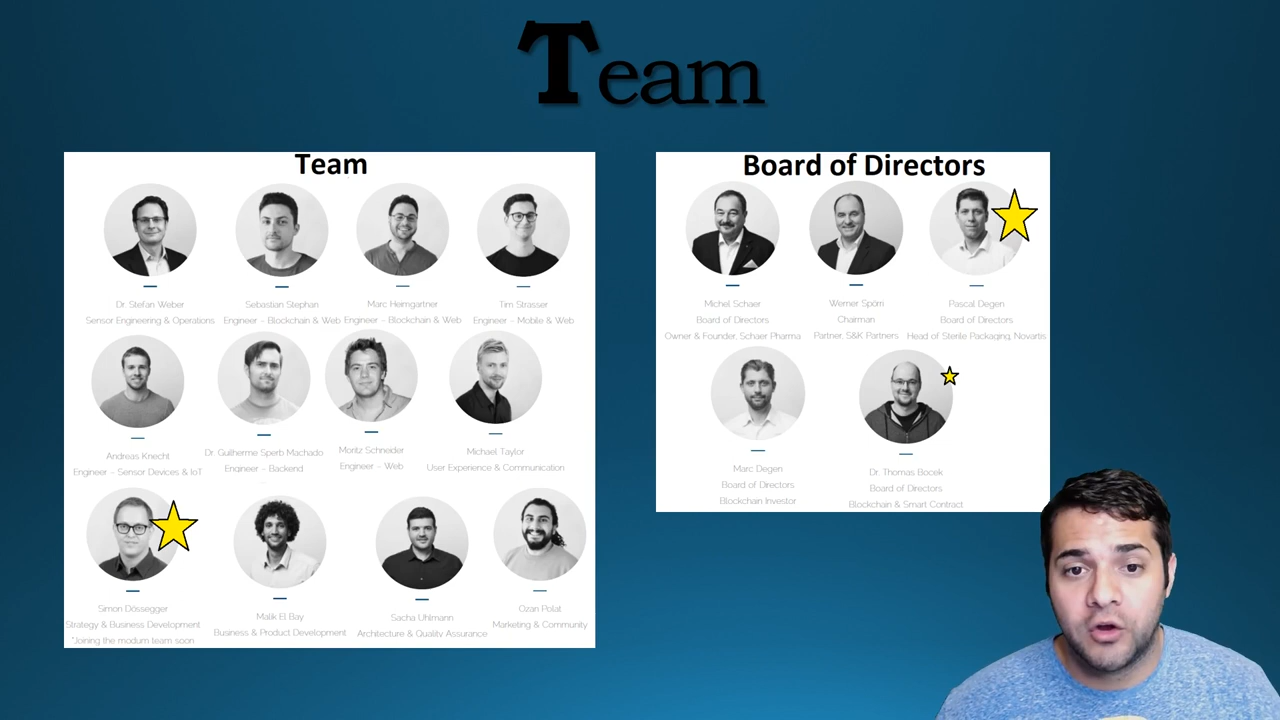 Team
Team
Dr. Stefan Weber
Sensor Engineering & Operations
Sebastian Stephan
Engineer – Blockchain & Web
Marc Heimgartner
Engineer – Blockchain & Web
Tim Strasser
Engineer – Mobile & Web
Andreas Knecht
Engineer – Sensor Devices & IoT
Dr. Guilherme Sperb Machado
Engineer – Backend
Moritz Schneider
Engineer – Web
Michael Taylor
User Experience & Communication
Simon Dössegger
Strategy & Business Development
*Joining the modum team soon
Malik El Bay
Business & Product Development
Sacha Uhlmann
Architecture & Quality Assurance
Ozan Polat
Marketing & Community
Board of Directors
Michel Schaer
Board of Directors
Owner & Founder, Schaer Pharma
Werner Spörri
Chairman
Partner, S&K Partners
Pascal Degen
Board of Directors
Head of Sterile Packaging, Novartis
Marc Degen
Board of Directors
Blockchain Investor
Dr. Thomas Bocek
Board of Directors
Blockchain & Smart Contract